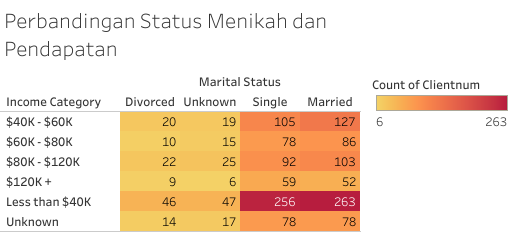 Perbandingan Status Menikah dan
Pendapatan
Marital Status
Income Category Divorced Unknown Single Married
$40K - $60K 20 19 105 127
$60K - $80K 10 15 78 86
$80K - $120K 22 25 92 103
$120K + 9 6 59 52
Less than $40K 46 47 256 263
Unknown 14 17 78 78
Count of Clientnum
6 263